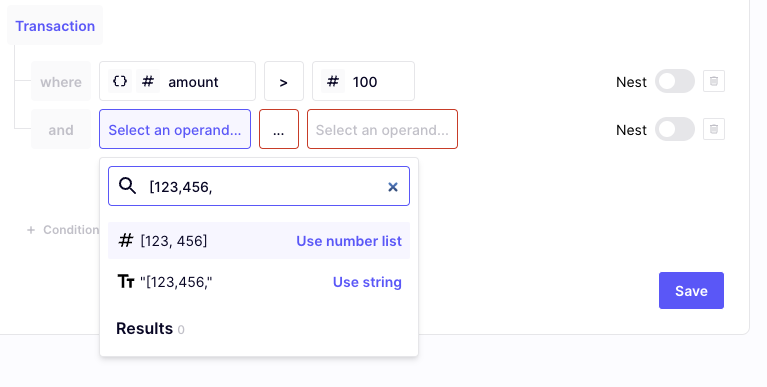 Transaction
where {} # amount > # 100 Nest
and Select an operand... ... Select an operand... Nest
[123,456, ×
+ Condition
# [123, 456] Use number list
Tт "[123,456," Use string
Results 0
Save